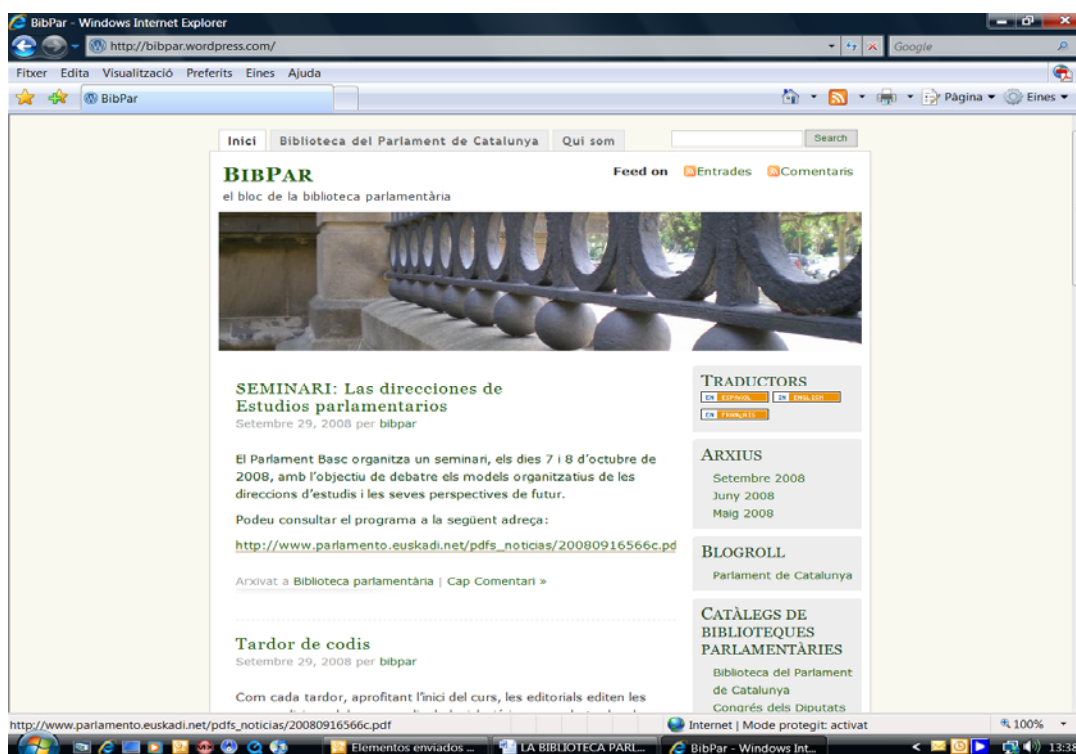 BibPar - Windows Internet Explorer
http://bibpar.wordpress.com/
Google
Fitxer Edita Visualització Preferits Eines Ajuda
BibPar
Pàgina
Eines
Inici Biblioteca del Parlament de Catalunya Qui som
Search
BIBPAR
Feed on Entrades Comentaris
el bloc de la biblioteca parlamentària
SEMINARI: Las direcciones de
Estudios parlamentarios
Setembre 29, 2008 per bibpar
El Parlament Basc organitza un seminari, els dies 7 i 8 d'octubre de
2008, amb l'objectiu de debatre els models organitzatius de les
direccions d'estudis i les seves perspectives de futur.
Podeu consultar el programa a la següent adreça:
http://www.parlamento.euskadi.net/pdfs_noticias/20080916566c.pd
Arxivat a Biblioteca parlamentària | Cap Comentari »
Tardor de codis
Setembre 29, 2008 per bibpar
Com cada tardor, aprofitant l'inici del curs, les editorials editen les
TRADUCTORS
EN ESPAÑOL IN ENGLISH
EN FRANÇAIS
ARXIUS
Setembre 2008
Juny 2008
Maig 2008
BLOGROLL
Parlament de Catalunya
CATÀLEGS DE
BIBLIOTEQUES
PARLAMENTÀRIES
Biblioteca del Parlament
de Catalunya
Congrés dels Diputats
http://www.parlamento.euskadi.net/pdfs_noticias/20080916566c.pdf
Internet | Mode protegit: activat
100%
Elementos enviados ...
LA BIBLIOTECA PARL...
BibPar - Windows Int...
13:38